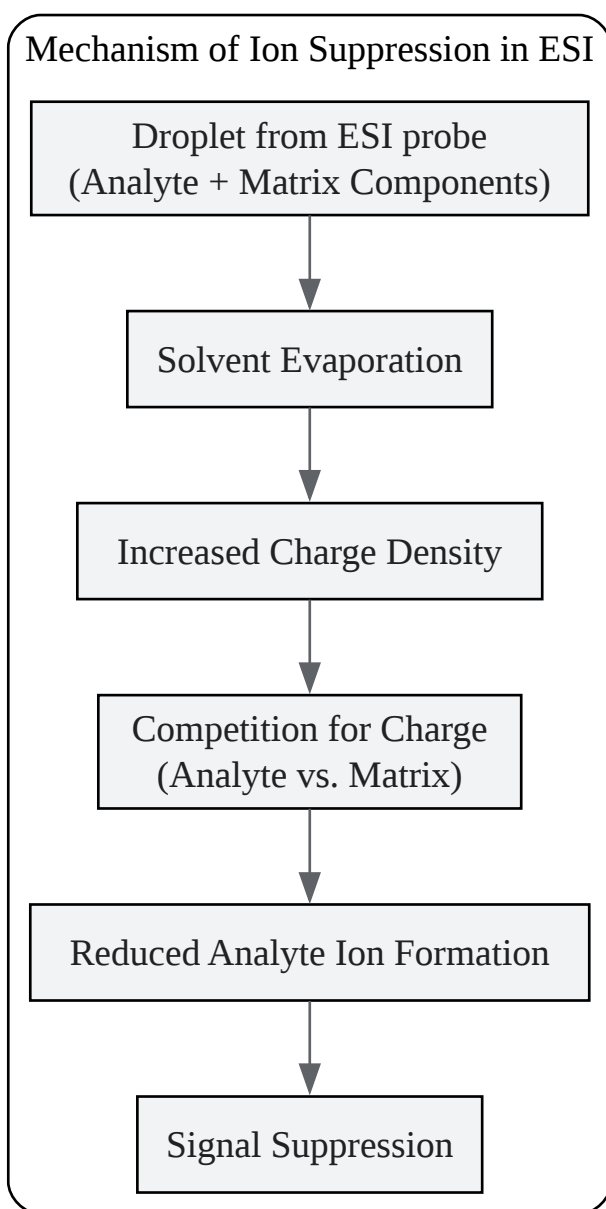 Mechanism of Ion Suppression in ESI
Droplet from ESI probe
(Analyte + Matrix Components)
Solvent Evaporation
Increased Charge Density
Competition for Charge
(Analyte vs. Matrix)
Reduced Analyte Ion Formation
Signal Suppression